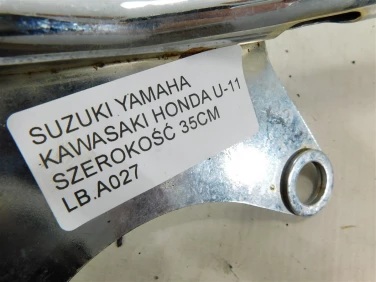 SUZUKI YAMAHA
KAWASAKI HONDA U-11
SZEROKOŚĆ 35CM
LB.A027